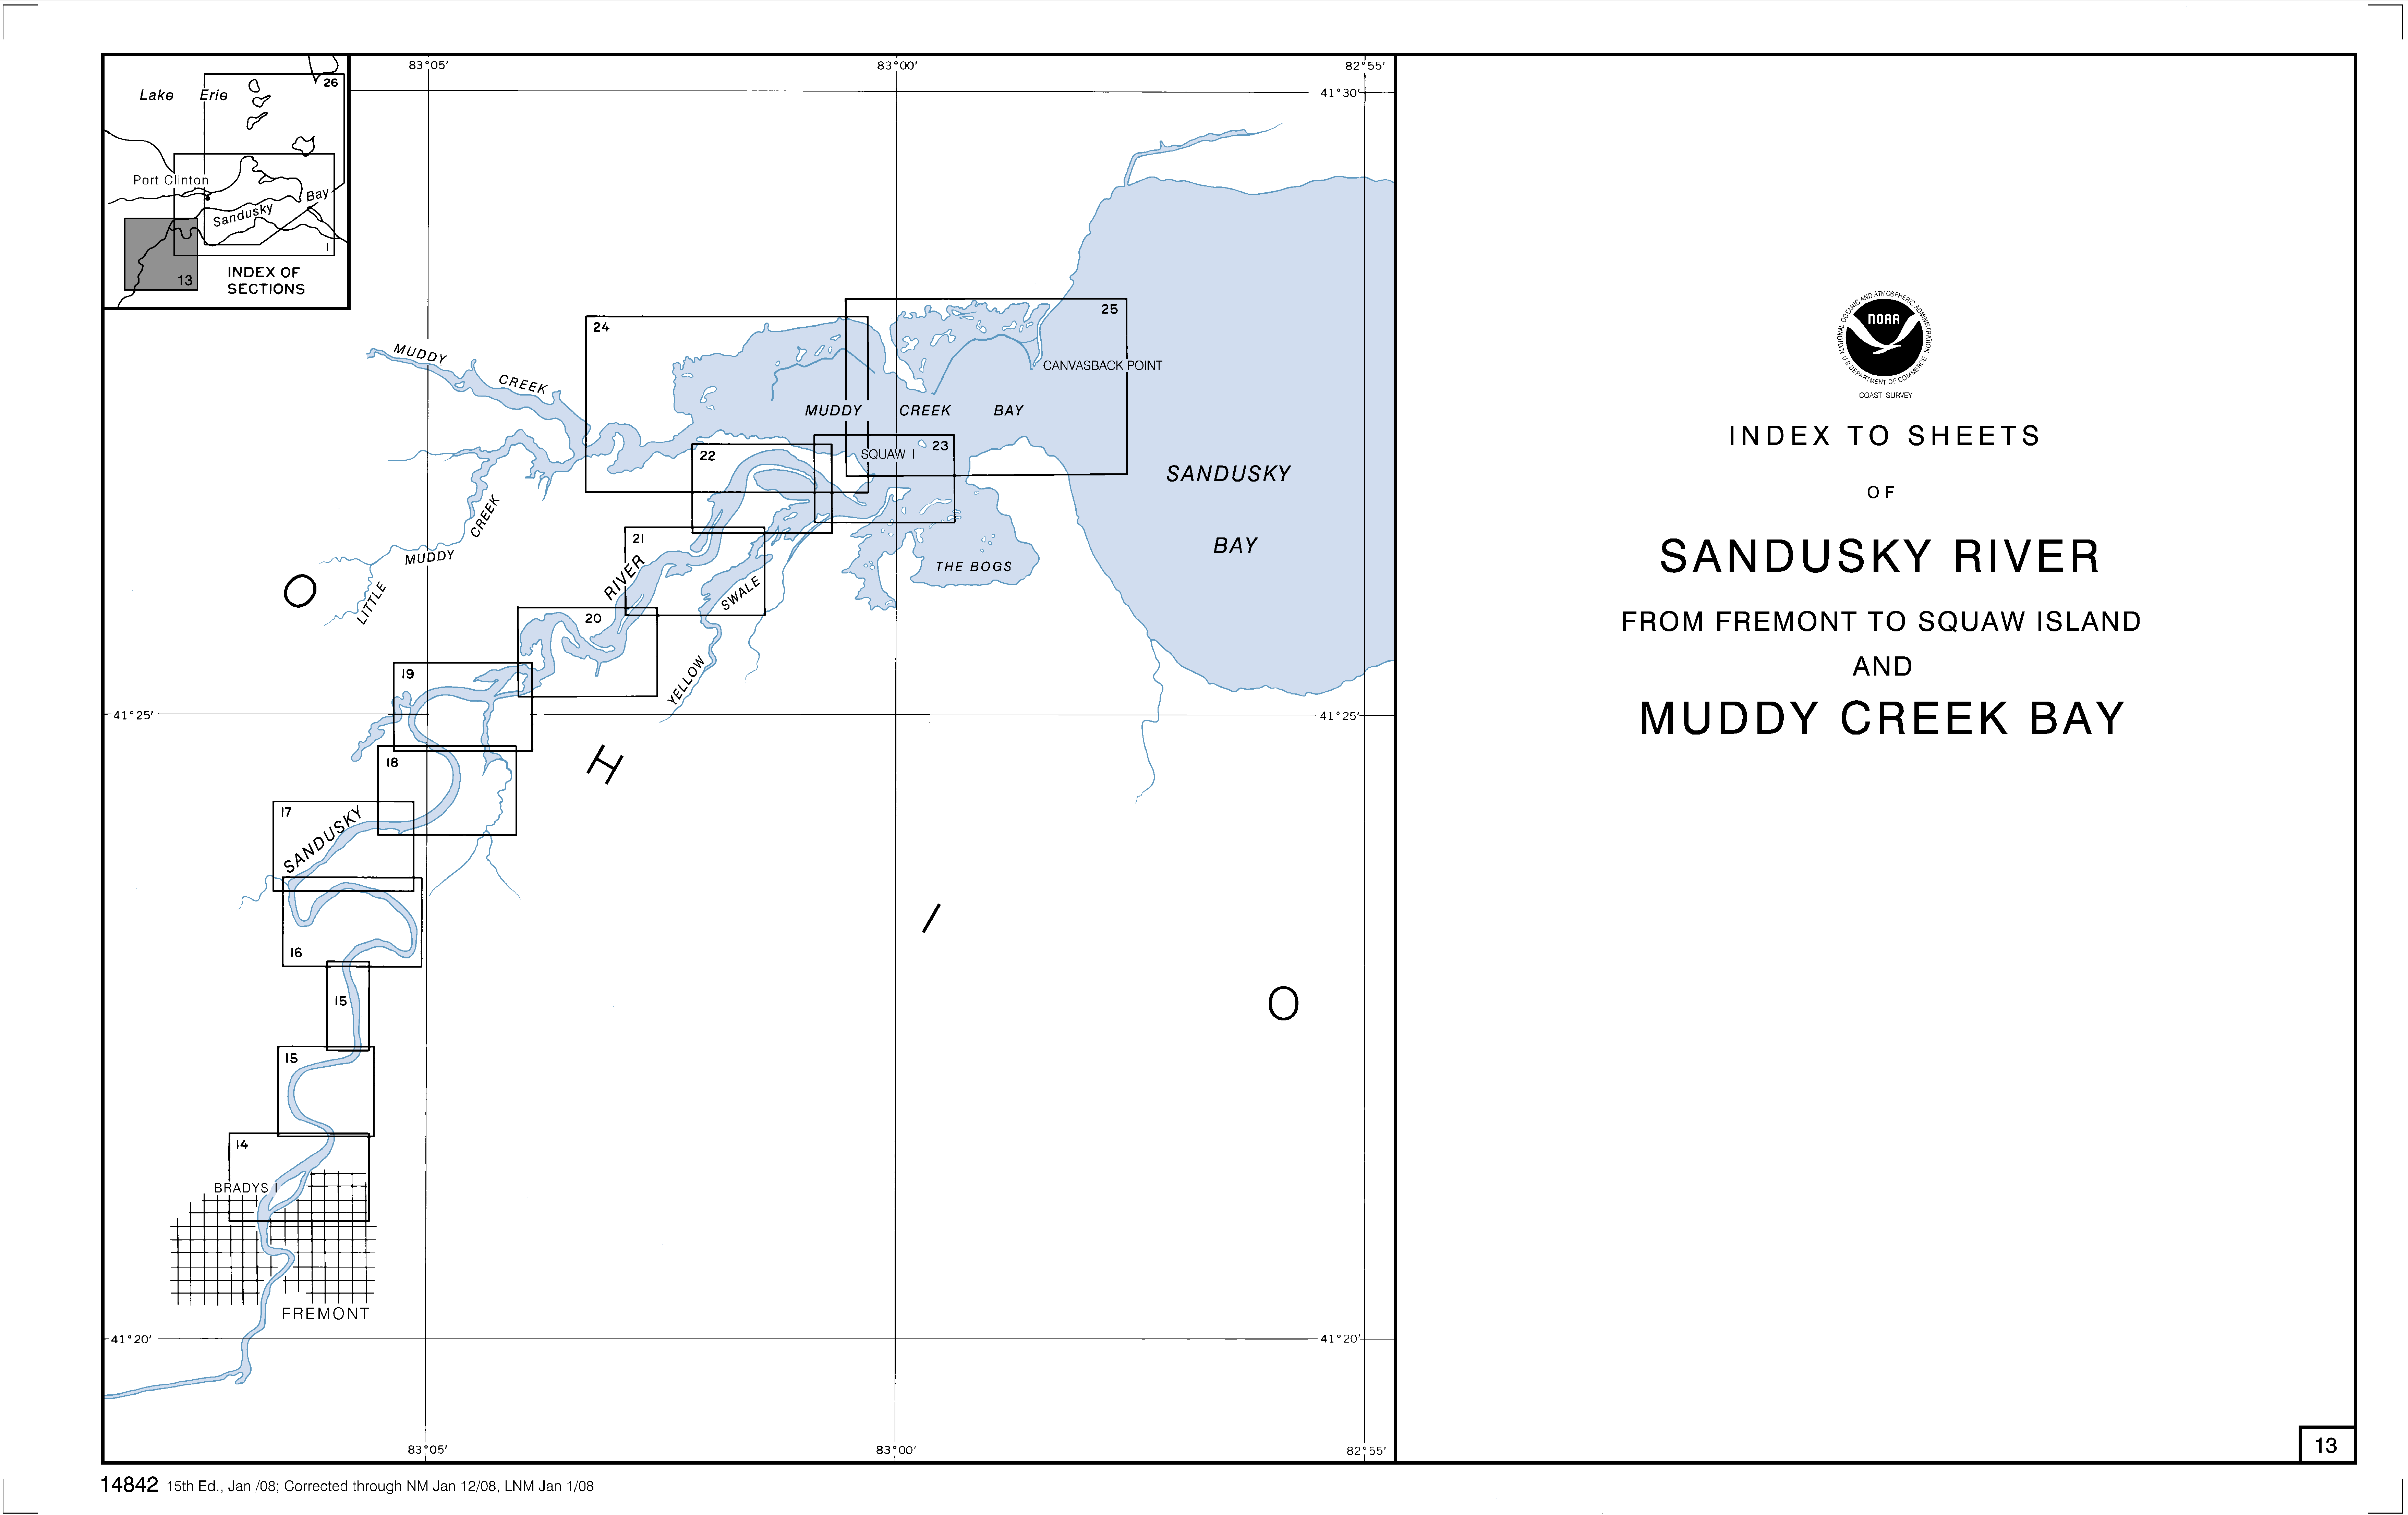 83°05'
83°00'
82°55'
41°30'
Lake Erie
26
Port Clinton
Sandusky Bay
1
13
INDEX OF
SECTIONS
MUDDY CREEK
24
25
CANVASBACK POINT
MUDDY CREEK BAY
22
SQUAW I
23
SANDUSKY
BAY
MUDDY CREEK
LITTLE
21
RIVER
SWALE
YELLOW
THE BOGS
20
19
41°25'
41°25'
O
H
I
O
18
17
SANDUSKY
16
15
15
14
BRADYS I
FREMONT
41°20'
41°20'
83°05'
83°00'
82°55'
U.S. DEPARTMENT OF COMMERCE
NATIONAL OCEANIC AND ATMOSPHERIC ADMINISTRATION
NOAA
COAST SURVEY
INDEX TO SHEETS
OF
SANDUSKY RIVER
FROM FREMONT TO SQUAW ISLAND
AND
MUDDY CREEK BAY
13
14842 15th Ed., Jan /08; Corrected through NM Jan 12/08, LNM Jan 1/08